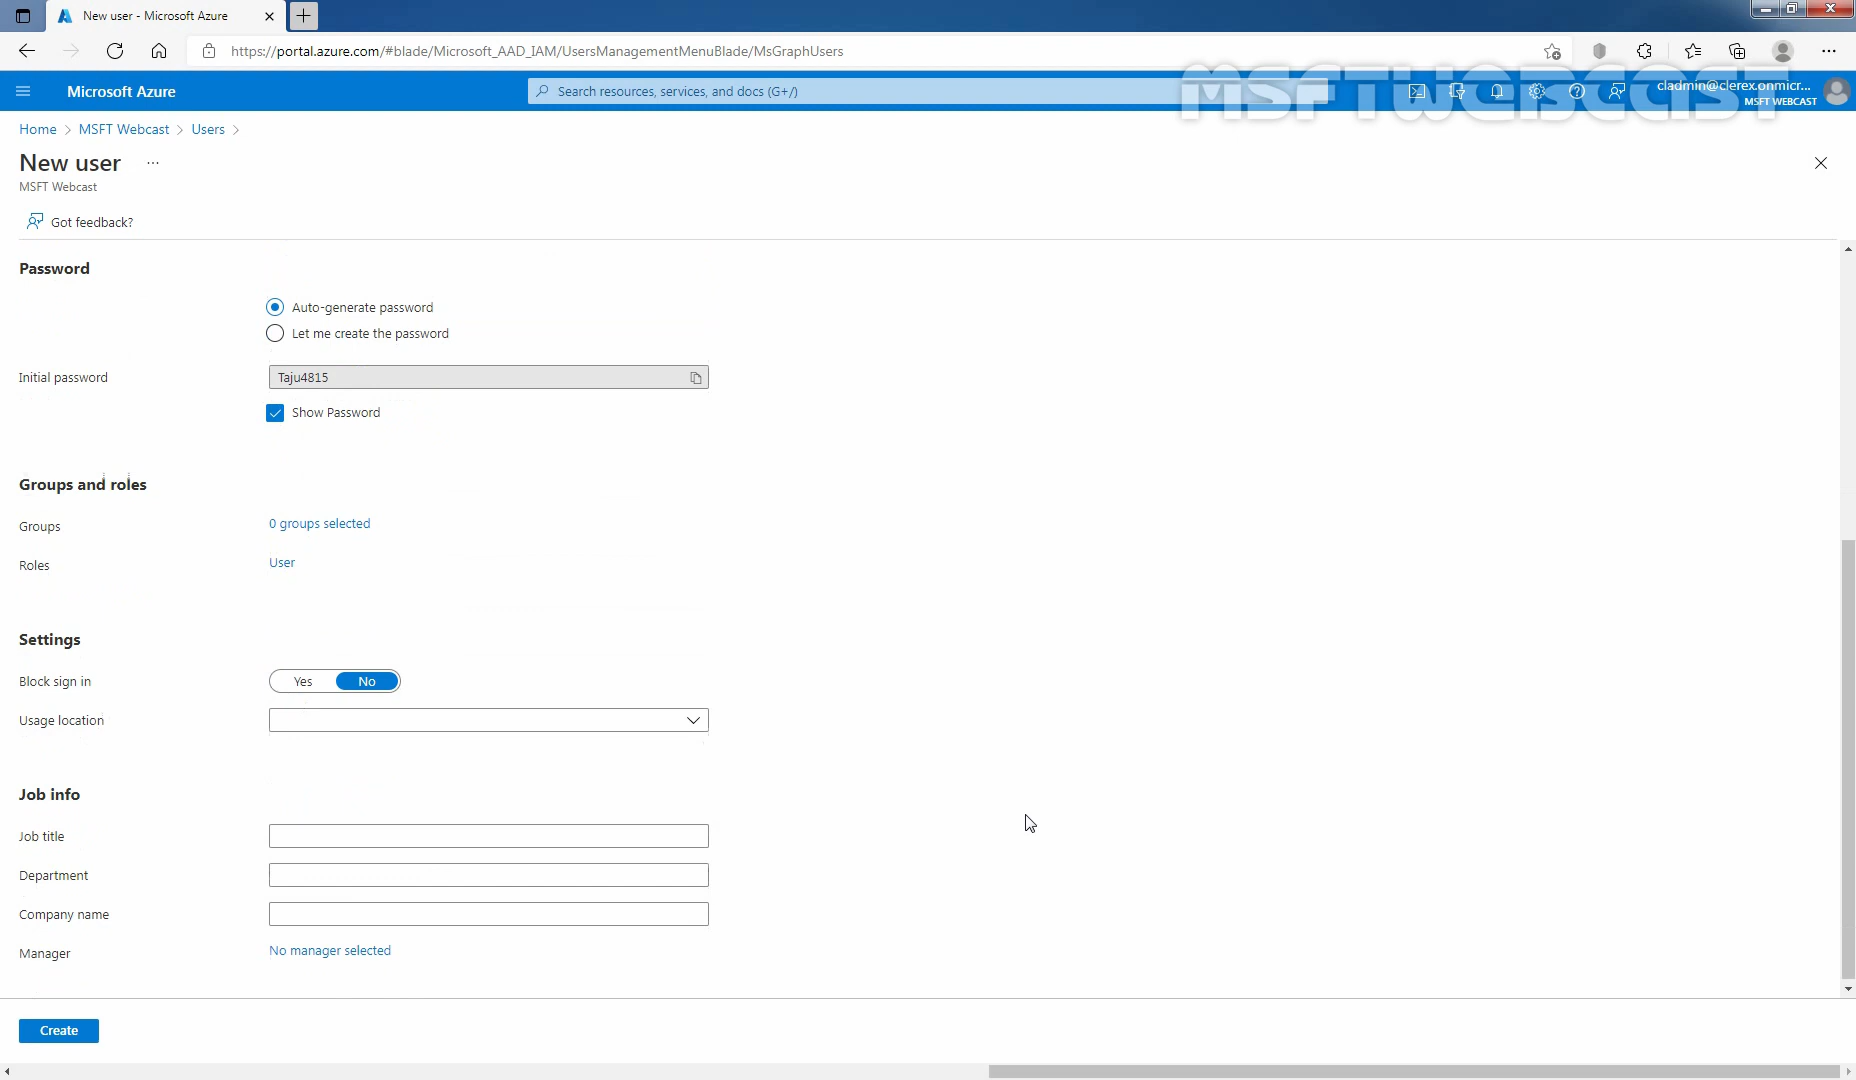 New user - Microsoft Azure
https://portal.azure.com/#blade/Microsoft_AAD_IAM/UsersManagementMenuBlade/MsGraphUsers
Microsoft Azure
Search resources, services, and docs (G+/)
MSFTWEBCAST
cladmin@clerex.onmicr...
MSFT WEBCAST
Home > MSFT Webcast > Users >
New user ...
MSFT Webcast
Got feedback?
Password
Auto-generate password
Let me create the password
Initial password
Taju4815
Show Password
Groups and roles
Groups
0 groups selected
Roles
User
Settings
Block sign in
Yes No
Usage location
Job info
Job title
Department
Company name
Manager
No manager selected
Create